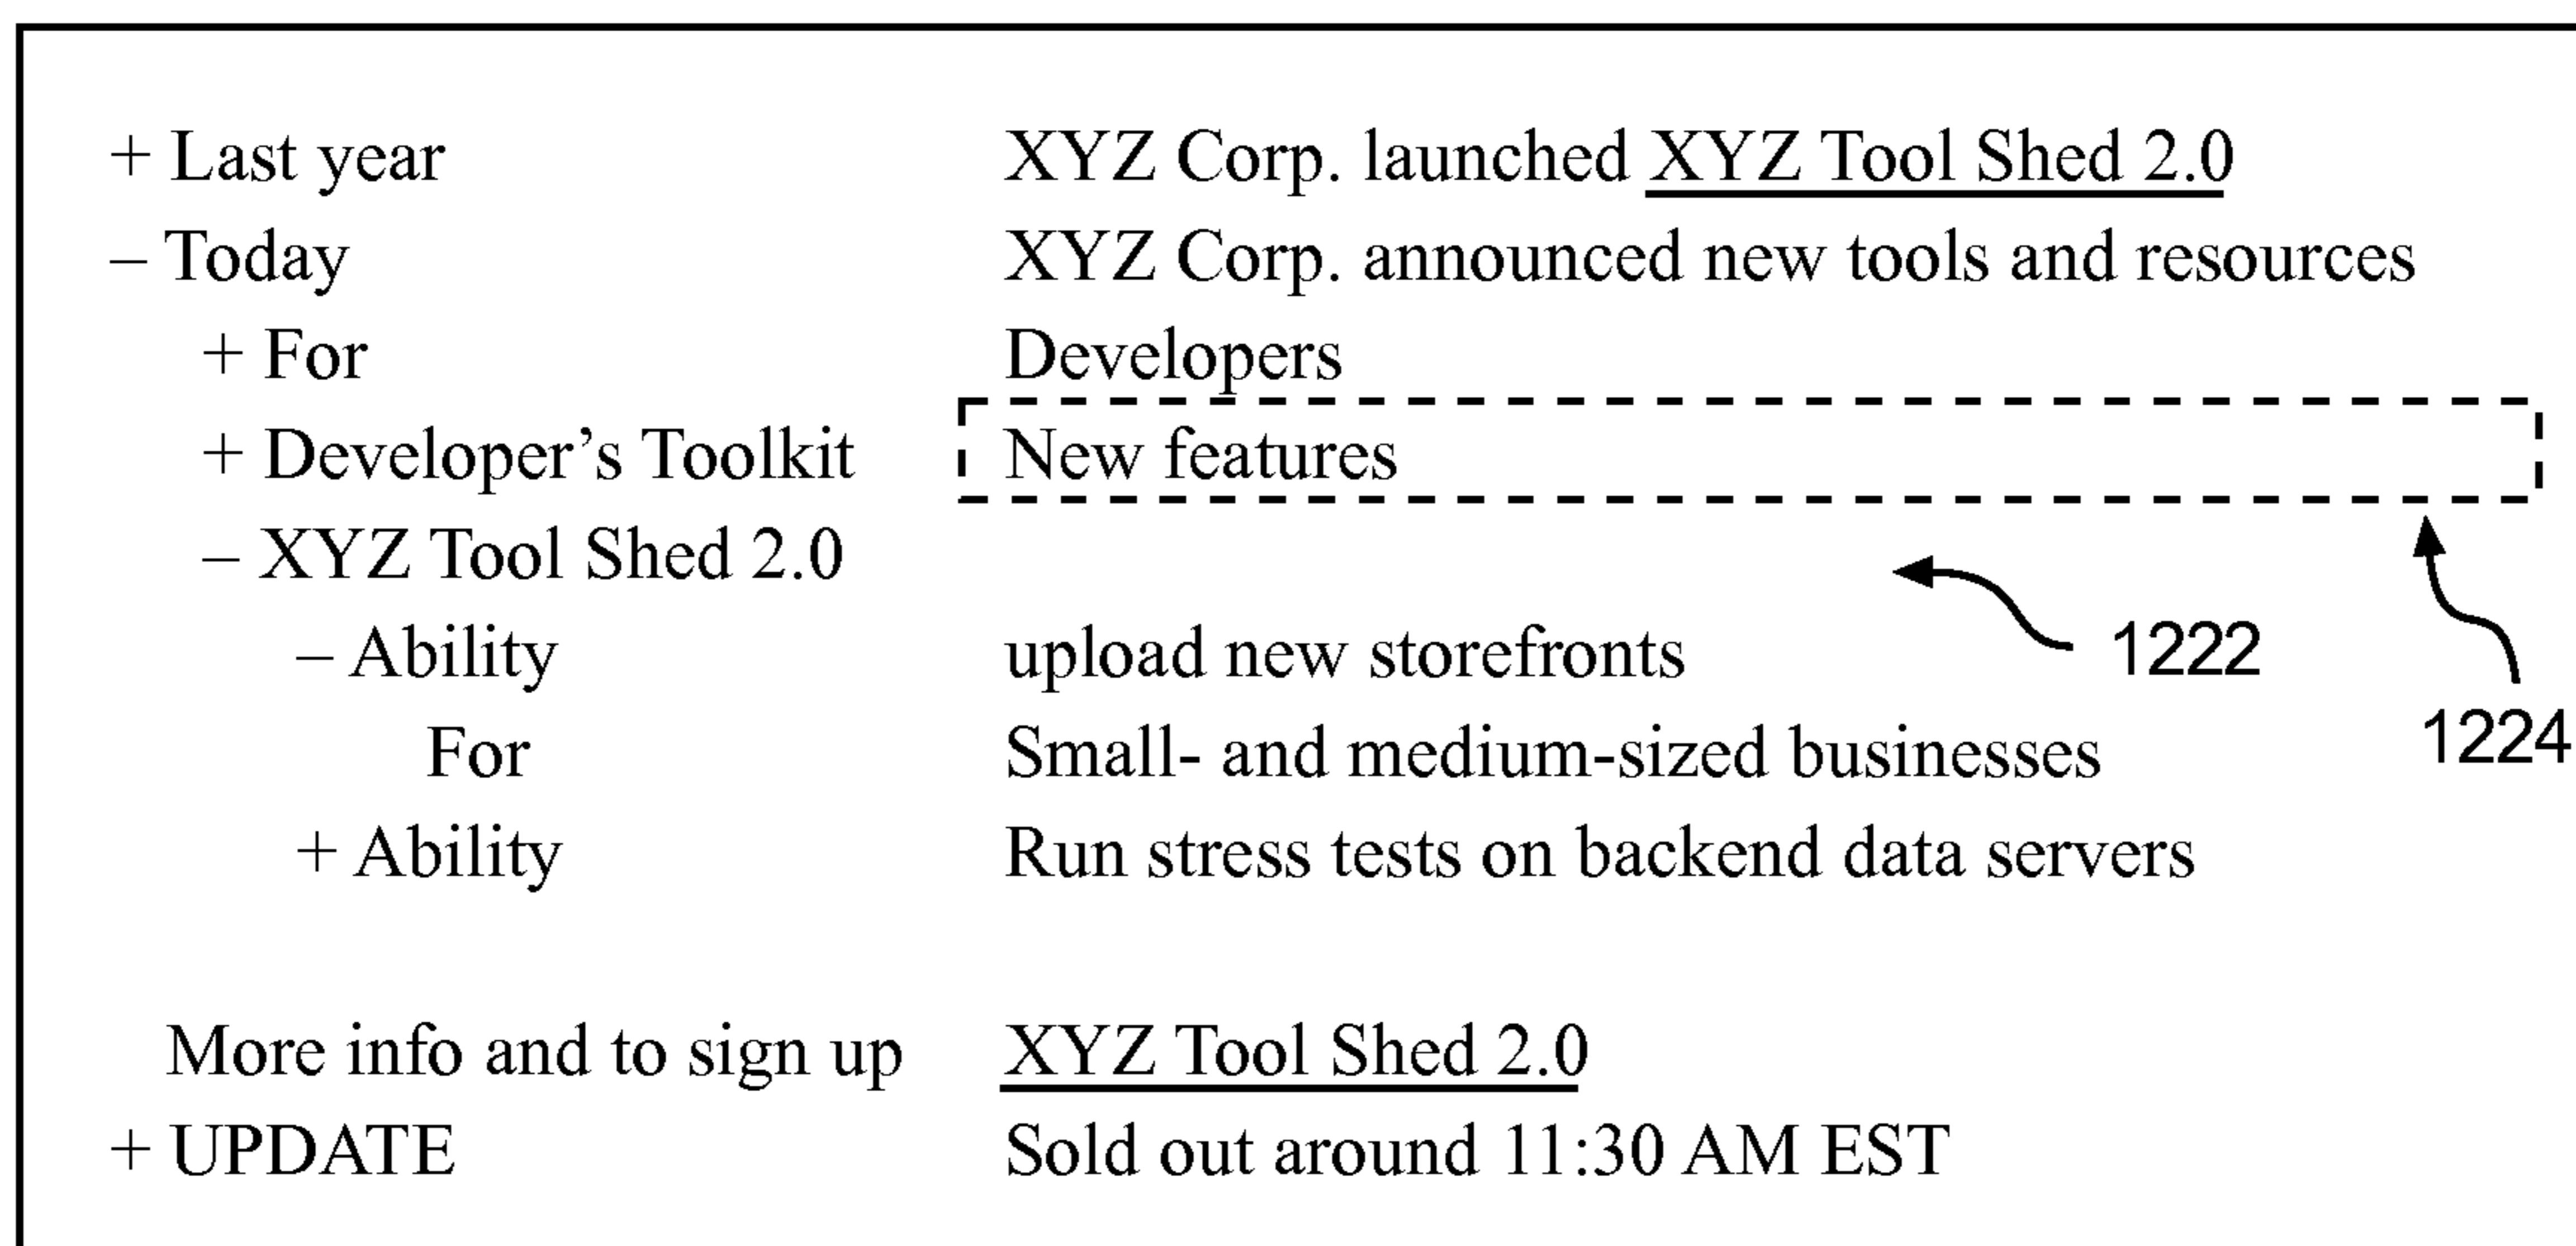 + Last year XYZ Corp. launched XYZ Tool Shed 2.0
– Today XYZ Corp. announced new tools and resources
+ For Developers
+ Developer’s Toolkit New features
– XYZ Tool Shed 2.0
– Ability upload new storefronts
1222
For Small- and medium-sized businesses
1224
+ Ability Run stress tests on backend data servers
More info and to sign up XYZ Tool Shed 2.0
+ UPDATE Sold out around 11:30 AM EST